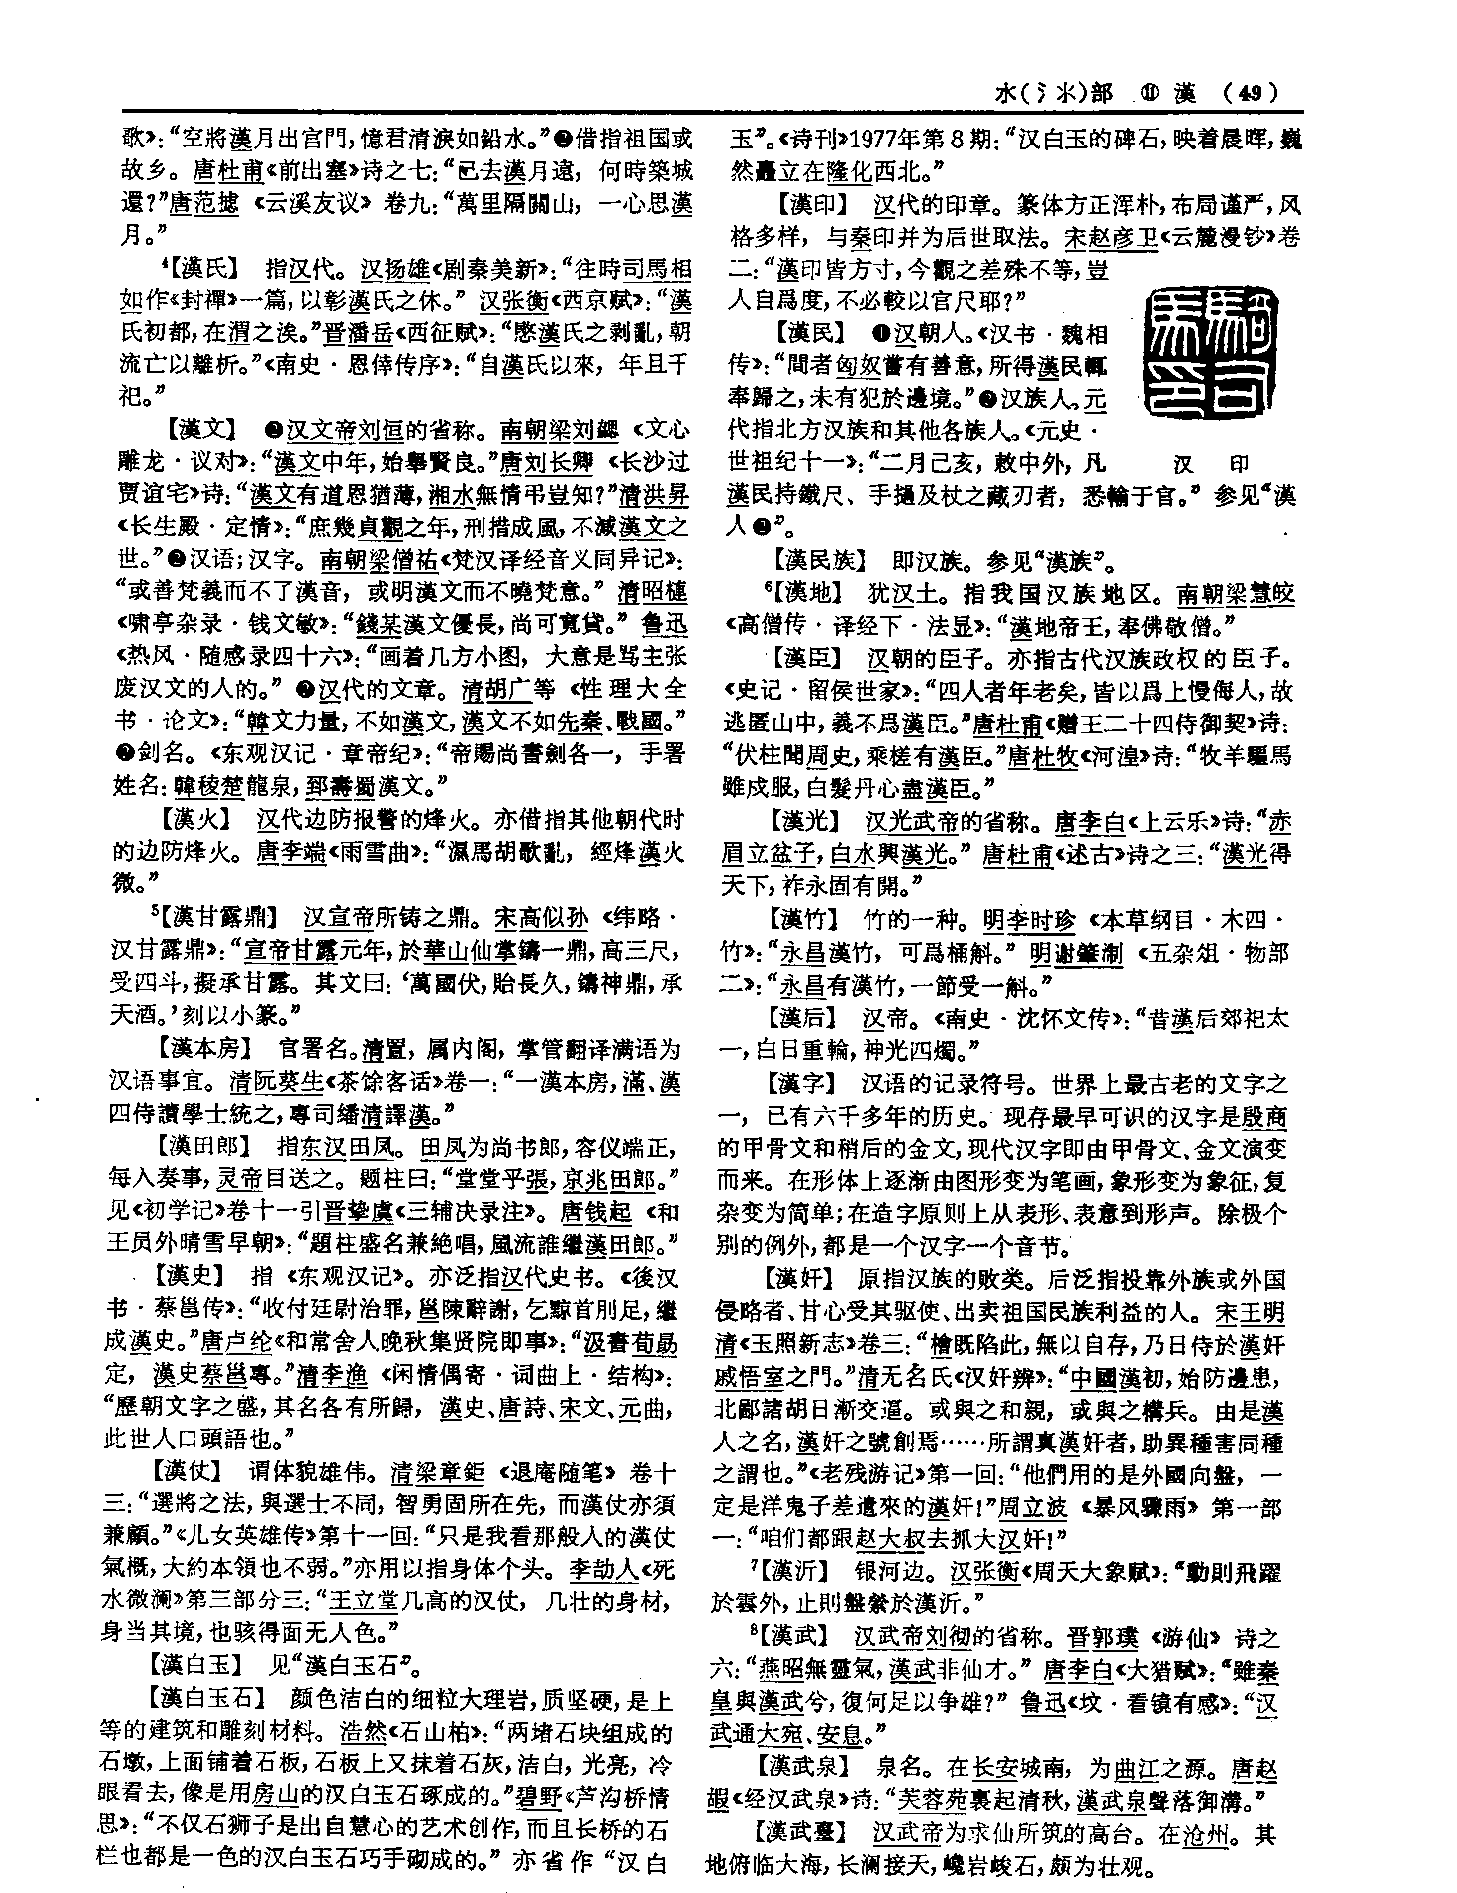 水(氵氺)部 ⑪ 漢 (49)
歌》:“空將漢月出宮門,憶君清淚如鉛水。”❷借指祖国或
故乡。唐杜甫《前出塞》诗之七:“已去漢月遠,何時築城
還?”唐范摅《云溪友议》卷九:“萬里隔關山,一心思漢
月。”
⁴【漢氏】 指汉代。汉扬雄《剧秦美新》:“往時司馬相
如作《封禪》一篇,以彰漢氏之休。”汉张衡《西京赋》:“漢
氏初都,在渭之涘。”晋潘岳《西征赋》:“愍漢氏之剥亂,朝
流亡以離析。”《南史·恩倖传序》:“自漢氏以來,年且千
祀。”
【漢文】 ❶汉文帝刘恒的省称。南朝梁刘勰《文心
雕龙·议对》:“漢文中年,始舉賢良。”唐刘长卿《长沙过
贾谊宅》诗:“漢文有道恩猶薄,湘水無情弔豈知?”清洪昇
《长生殿·定情》:“庶幾貞觀之年,刑措成風,不減漢文之
世。”❷汉语;汉字。南朝梁僧祐《梵汉译经音义同异记》:
“或善梵義而不了漢音,或明漢文而不曉梵意。”清昭梿
《啸亭杂录·钱文敏》:“錢某漢文優長,尚可寬貸。”鲁迅
《热风·随感录四十六》:“画着几方小图,大意是骂主张
废汉文的人的。”❸汉代的文章。清胡广等《性理大全
书·论文》:“韓文力量,不如漢文,漢文不如先秦、戰國。”
❹剑名。《东观汉记·章帝纪》:“帝賜尚書劍各一,手署
姓名:韓稜楚龍泉,郅壽蜀漢文。”
【漢火】 汉代边防报警的烽火。亦借指其他朝代时
的边防烽火。唐李端《雨雪曲》:“濕馬胡歌亂,經烽漢火
微。”
⁵【漢甘露鼎】 汉宣帝所铸之鼎。宋高似孙《纬略·
汉甘露鼎》:“宣帝甘露元年,於華山仙掌鑄一鼎,高三尺,
受四斗,擬承甘露。其文曰:‘萬國伏,貽長久,鑄神鼎,承
天酒。’刻以小篆。”
【漢本房】 官署名。清置,属内阁,掌管翻译满语为
汉语事宜。清阮葵生《茶馀客话》卷一:“一漢本房,滿、漢
四侍讀學士統之,專司繙清譯漢。”
【漢田郎】 指东汉田凤。田凤为尚书郎,容仪端正,
每入奏事,灵帝目送之。题柱曰:“堂堂乎張,京兆田郎。”
见《初学记》卷十一引晋挚虞《三辅决录注》。唐钱起《和
王员外晴雪早朝》:“題柱盛名兼絶唱,風流誰繼漢田郎。”
【漢史】 指《东观汉记》。亦泛指汉代史书。《後汉
书·蔡邕传》:“收付廷尉治罪,邕陳辭謝,乞黥首刖足,繼
成漢史。”唐卢纶《和常舍人晚秋集贤院即事》:“汲書荀勗
定,漢史蔡邕專。”清李渔《闲情偶寄·词曲上·结构》:
“歷朝文字之盛,其名各有所歸,漢史、唐詩、宋文、元曲,
此世人口頭語也。”
【漢仗】 谓体貌雄伟。清梁章鉅《退庵随笔》卷十
三:“選將之法,與選士不同,智勇固所在先,而漢仗亦須
兼顧。”《儿女英雄传》第十一回:“只是我看那般人的漢仗
氣概,大約本領也不弱。”亦用以指身体个头。李劼人《死
水微澜》第三部分三:“王立堂几高的汉仗,几壮的身材,
身当其境,也骇得面无人色。”
【漢白玉】 见“漢白玉石”。
【漢白玉石】 颜色洁白的细粒大理岩,质坚硬,是上
等的建筑和雕刻材料。浩然《石山柏》:“两堵石块组成的
石墩,上面铺着石板,石板上又抹着石灰,洁白,光亮,冷
眼看去,像是用房山的汉白玉石琢成的。”碧野《芦沟桥情
思》:“不仅石狮子是出自慧心的艺术创作,而且长桥的石
栏也都是一色的汉白玉石巧手砌成的。”亦省作“汉白
玉”。《诗刊》1977年第8期:“汉白玉的碑石,映着晨晖,巍
然矗立在隆化西北。”
【漢印】 汉代的印章。篆体方正浑朴,布局谨严,风
格多样,与秦印并为后世取法。宋赵彦卫《云麓漫钞》卷
二:“漢印皆方寸,今觀之差殊不等,豈
人自爲度,不必較以官尺耶?”
【漢民】 ❶汉朝人。《汉书·魏相
传》:“間者匈奴嘗有善意,所得漢民輒
奉歸之,未有犯於邊境。”❷汉族人。元
代指北方汉族和其他各族人。《元史·
世祖纪十一》:“二月己亥,敕中外,凡
汉 印
漢民持鐵尺、手撾及杖之藏刃者,悉輸于官。”参见“漢
人❷”。
【漢民族】 即汉族。参见“漢族”。
⁶【漢地】 犹汉土。指我国汉族地区。南朝梁慧皎
《高僧传·译经下·法显》:“漢地帝王,奉佛敬僧。”
【漢臣】 汉朝的臣子。亦指古代汉族政权的臣子。
《史记·留侯世家》:“四人者年老矣,皆以爲上慢侮人,故
逃匿山中,義不爲漢臣。”唐杜甫《赠王二十四侍御契》诗:
“伏柱聞周史,乘槎有漢臣。”唐杜牧《河湟》诗:“牧羊驅馬
雖戍服,白髮丹心盡漢臣。”
【漢光】 汉光武帝的省称。唐李白《上云乐》诗:“赤
眉立盆子,白水興漢光。”唐杜甫《述古》诗之三:“漢光得
天下,祚永固有開。”
【漢竹】 竹的一种。明李时珍《本草纲目·木四·
竹》:“永昌漢竹,可爲桶斛。”明谢肇淛《五杂俎·物部
二》:“永昌有漢竹,一節受一斛。”
【漢后】 汉帝。《南史·沈怀文传》:“昔漢后郊祀太
一,白日重輪,神光四燭。”
【漢字】 汉语的记录符号。世界上最古老的文字之
一,已有六千多年的历史。现存最早可识的汉字是殷商
的甲骨文和稍后的金文,现代汉字即由甲骨文、金文演变
而来。在形体上逐渐由图形变为笔画,象形变为象征,复
杂变为简单;在造字原则上从表形、表意到形声。除极个
别的例外,都是一个汉字一个音节。
【漢奸】 原指汉族的败类。后泛指投靠外族或外国
侵略者、甘心受其驱使、出卖祖国民族利益的人。宋王明
清《玉照新志》卷三:“檜既陷此,無以自存,乃日侍於漢奸
戚悟室之門。”清无名氏《汉奸辨》:“中國漢初,始防邊患,
北鄙諸胡日漸交逼。或與之和親,或與之構兵。由是漢
人之名,漢奸之號創焉……所謂真漢奸者,助異種害同種
之謂也。”《老残游记》第一回:“他們用的是外國向盤,一
定是洋鬼子差遣來的漢奸!”周立波《暴风骤雨》第一部
一:“咱们都跟赵大叔去抓大汉奸!”
⁷【漢沂】 银河边。汉张衡《周天大象赋》:“動則飛躍
於雲外,止則盤縈於漢沂。”
⁸【漢武】 汉武帝刘彻的省称。晋郭璞《游仙》诗之
六:“燕昭無靈氣,漢武非仙才。”唐李白《大猎赋》:“雖秦
皇與漢武兮,復何足以争雄?”鲁迅《坟·看镜有感》:“汉
武通大宛、安息。”
【漢武泉】 泉名。在长安城南,为曲江之源。唐赵
嘏《经汉武泉》诗:“芙蓉苑裏起清秋,漢武泉聲落御溝。”
【漢武臺】 汉武帝为求仙所筑的高台。在沧州。其
地俯临大海,长澜接天,巉岩峻石,颇为壮观。